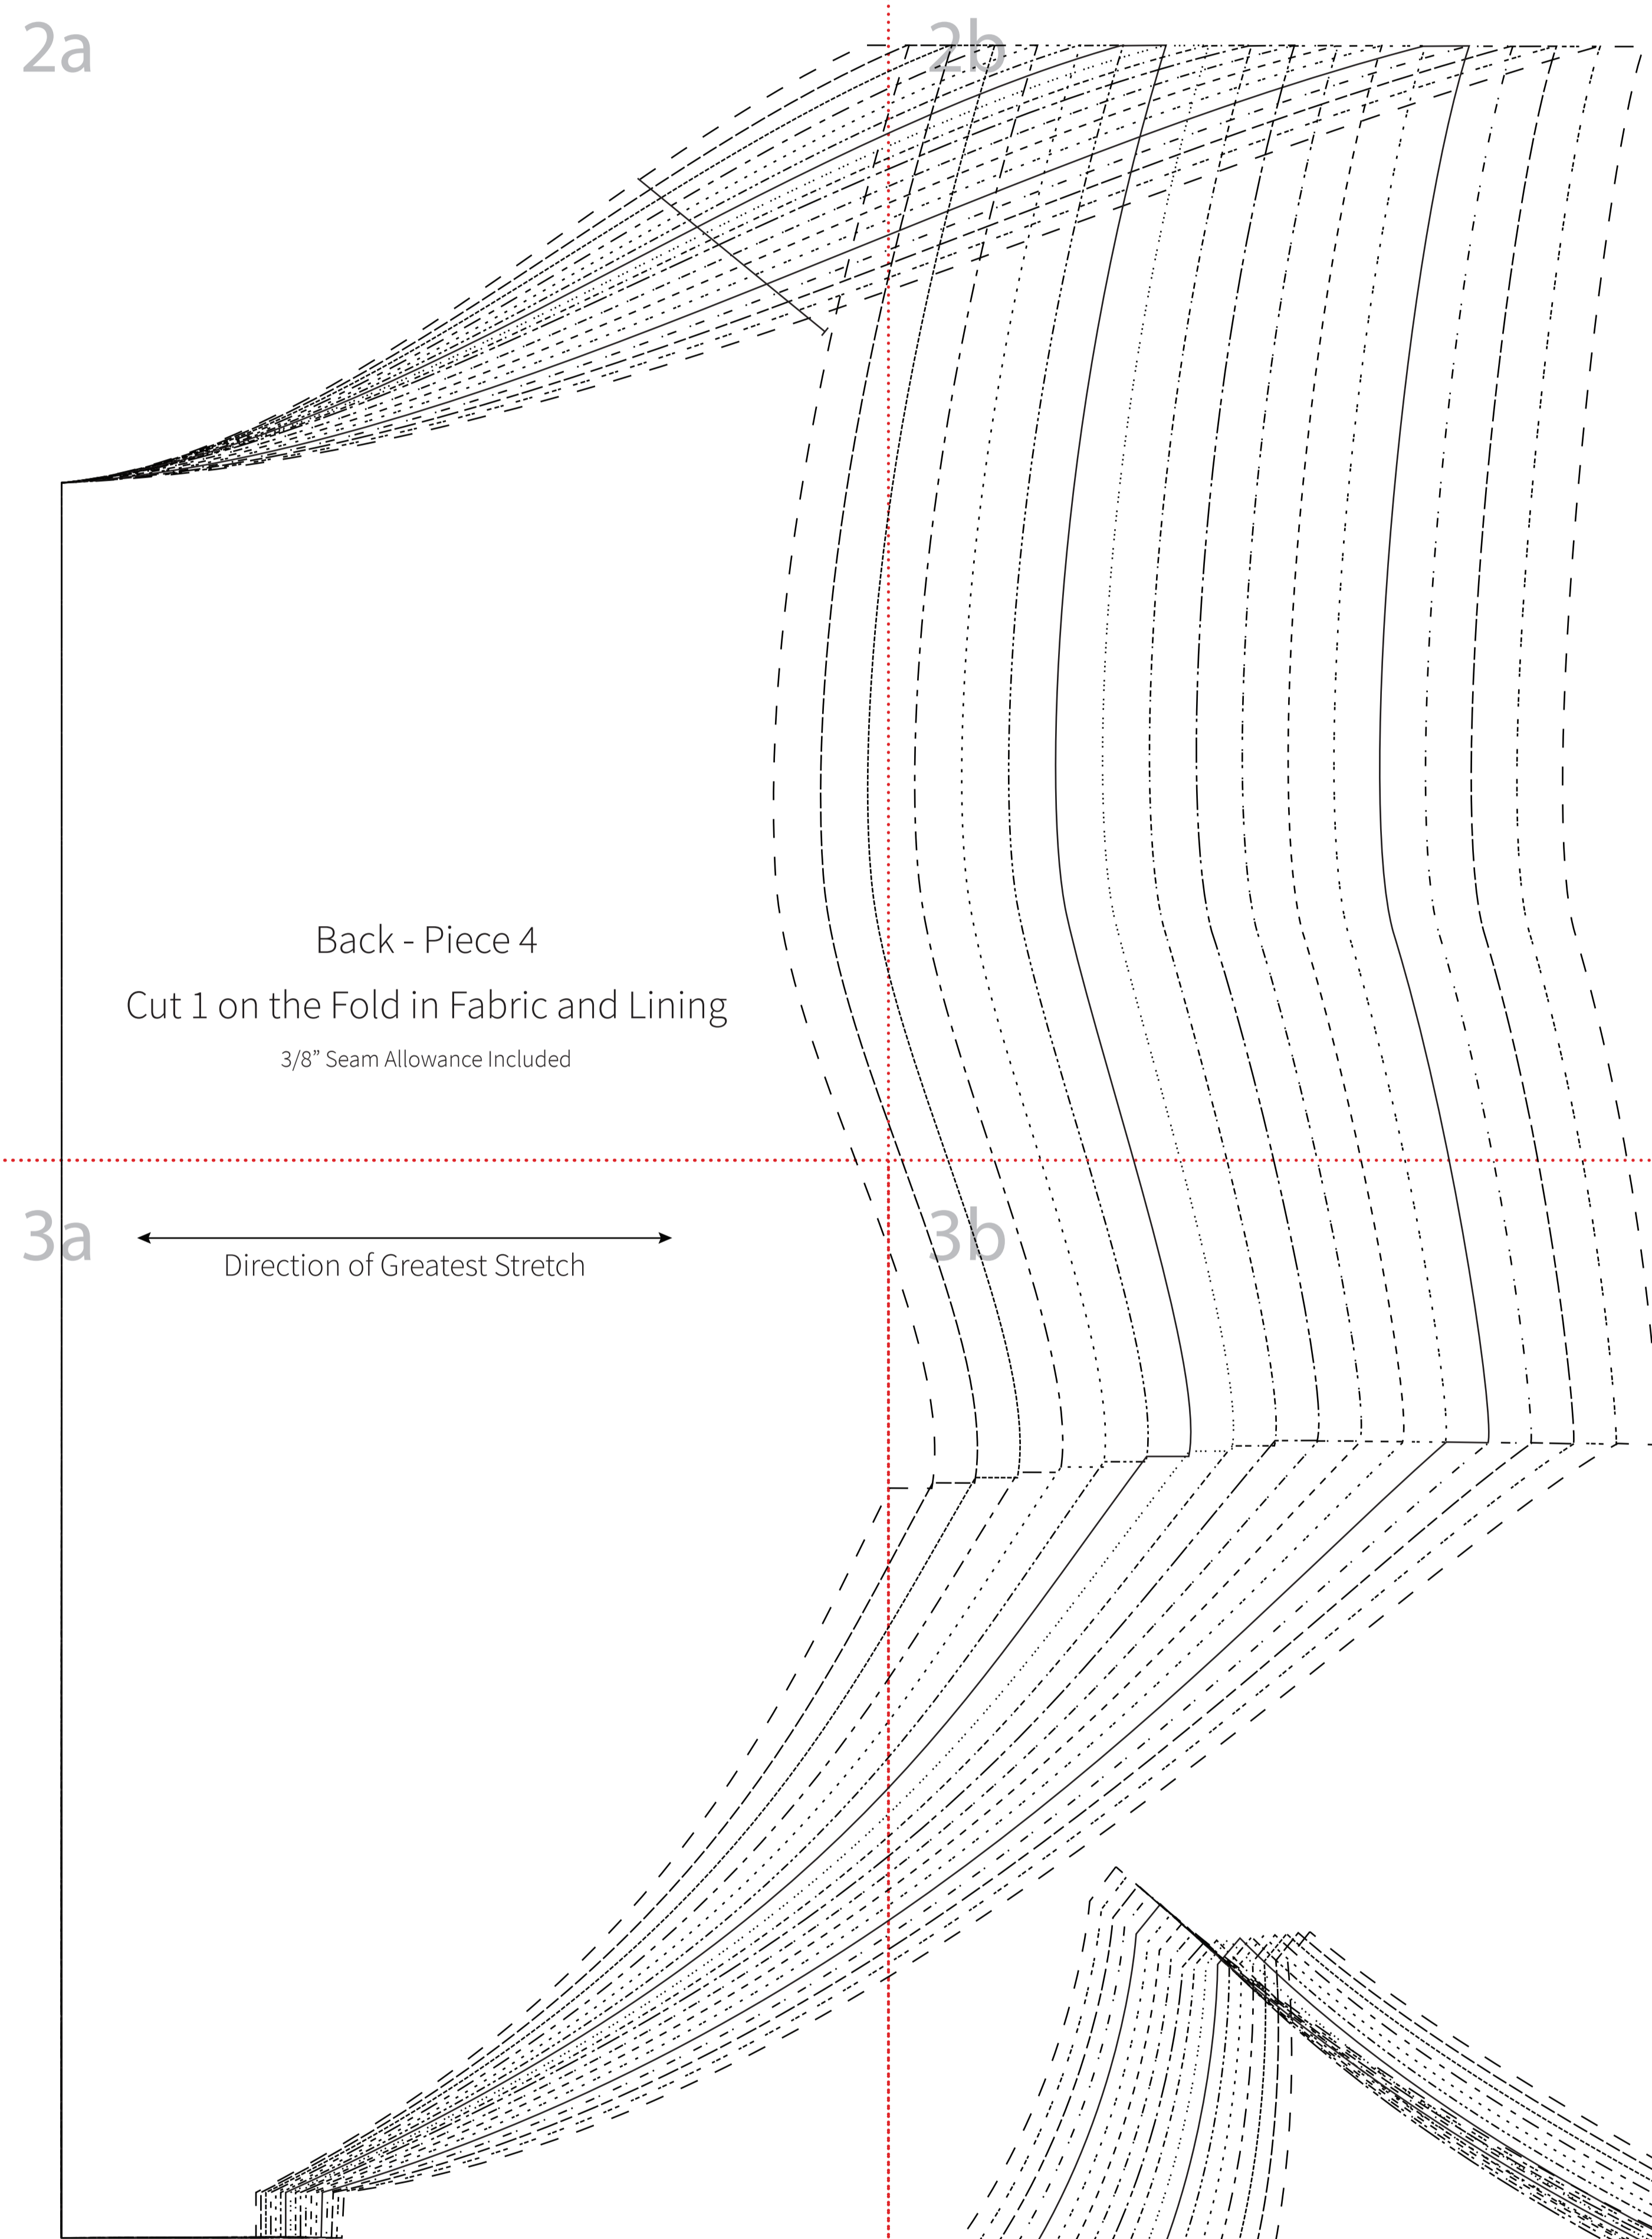 2a
2b
Back - Piece 4
Cut 1 on the Fold in Fabric and Lining
3/8” Seam Allowance Included
3a
3b
Direction of Greatest Stretch